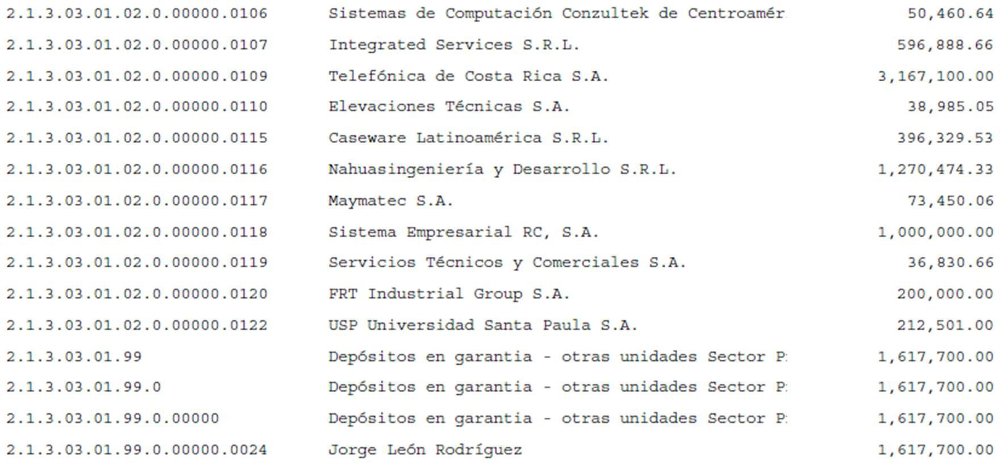 2.1.3.03.01.02.0.00000.0106 Sistemas de Computación Conzultek de Centroamér 50,460.64
2.1.3.03.01.02.0.00000.0107 Integrated Services S.R.L. 596,888.66
2.1.3.03.01.02.0.00000.0109 Telefónica de Costa Rica S.A. 3,167,100.00
2.1.3.03.01.02.0.00000.0110 Elevaciones Técnicas S.A. 38,985.05
2.1.3.03.01.02.0.00000.0115 Caseware Latinoamérica S.R.L. 396,329.53
2.1.3.03.01.02.0.00000.0116 Nahuasingeniería y Desarrollo S.R.L. 1,270,474.33
2.1.3.03.01.02.0.00000.0117 Maymatec S.A. 73,450.06
2.1.3.03.01.02.0.00000.0118 Sistema Empresarial RC, S.A. 1,000,000.00
2.1.3.03.01.02.0.00000.0119 Servicios Técnicos y Comerciales S.A. 36,830.66
2.1.3.03.01.02.0.00000.0120 FRT Industrial Group S.A. 200,000.00
2.1.3.03.01.02.0.00000.0122 USP Universidad Santa Paula S.A. 212,501.00
2.1.3.03.01.99 Depósitos en garantia - otras unidades Sector P 1,617,700.00
2.1.3.03.01.99.0 Depósitos en garantia - otras unidades Sector P 1,617,700.00
2.1.3.03.01.99.0.00000 Depósitos en garantia - otras unidades Sector P 1,617,700.00
2.1.3.03.01.99.0.00000.0024 Jorge León Rodríguez 1,617,700.00